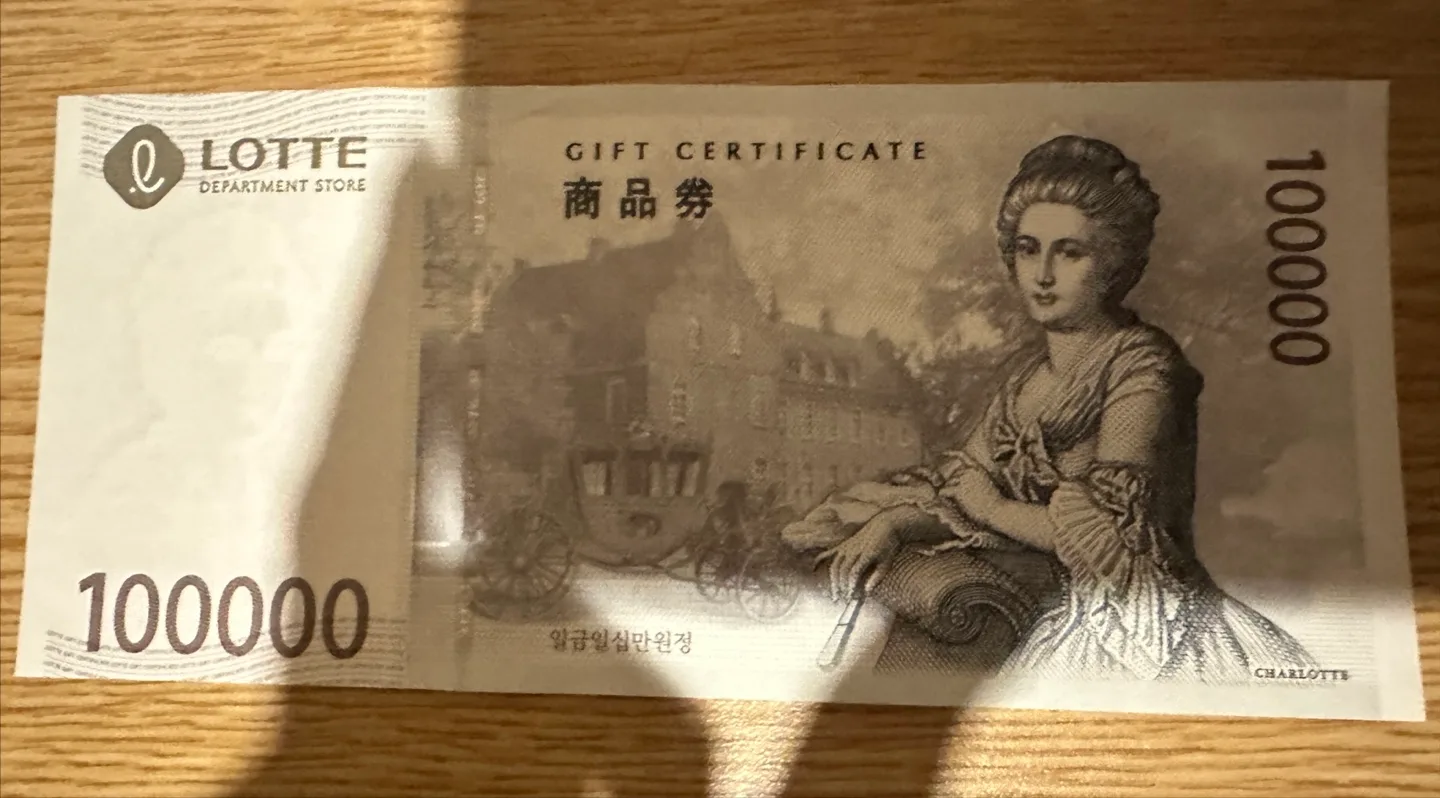 LOTTE
DEPARTMENT STORE
GIFT CERTIFICATE
商品券
100000
100000
일금일십만원정
CHARLOTTE